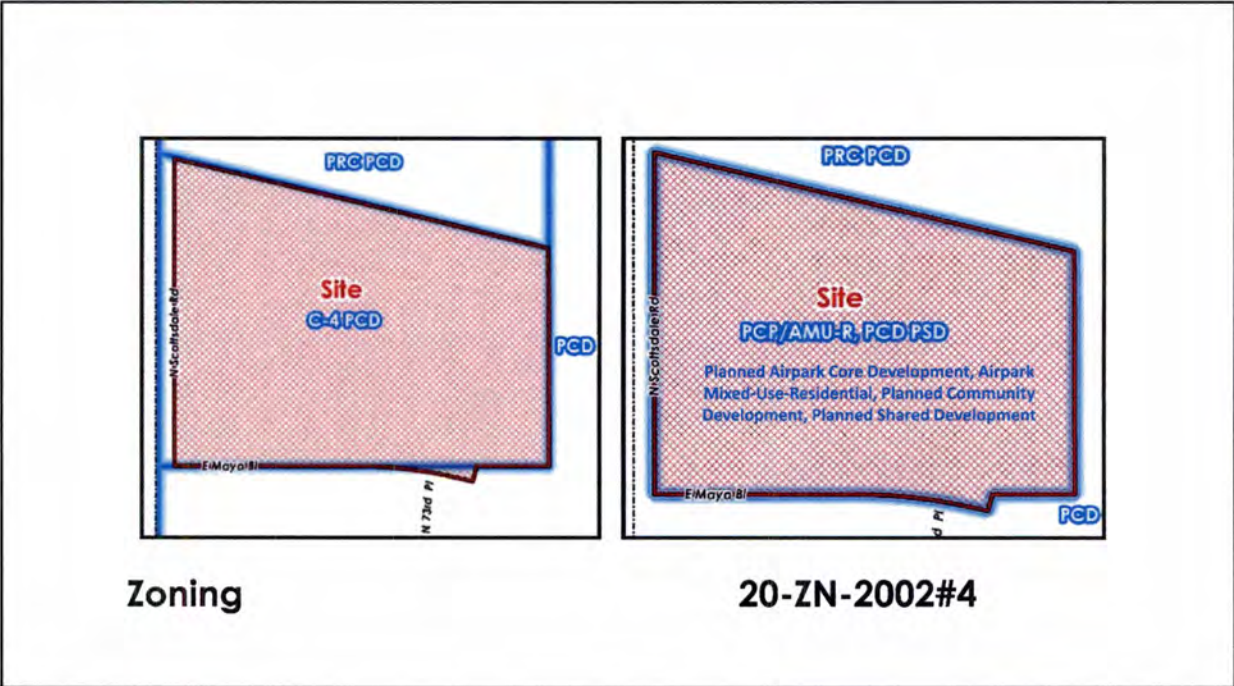 PRC PCD
Site
C-4 PCD
N Scottsdale Rd
PCD
E Mayo Bl
N 73rd Pl
PRC PCD
Site
PCP/AMU-R, PCD PSD
Planned Airpark Core Development, Airpark
Mixed-Use-Residential, Planned Community
Development, Planned Shared Development
N Scottsdale Rd
E Mayo Bl
d Pl
PCD
Zoning
20-ZN-2002#4